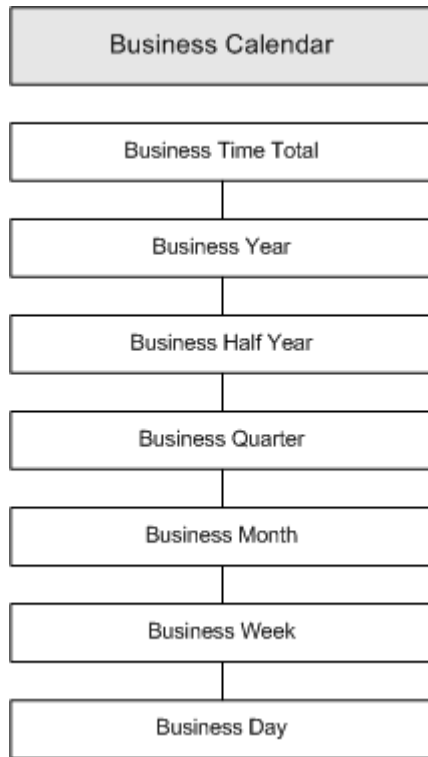 Business Calendar
Business Time Total
Business Year
Business Half Year
Business Quarter
Business Month
Business Week
Business Day